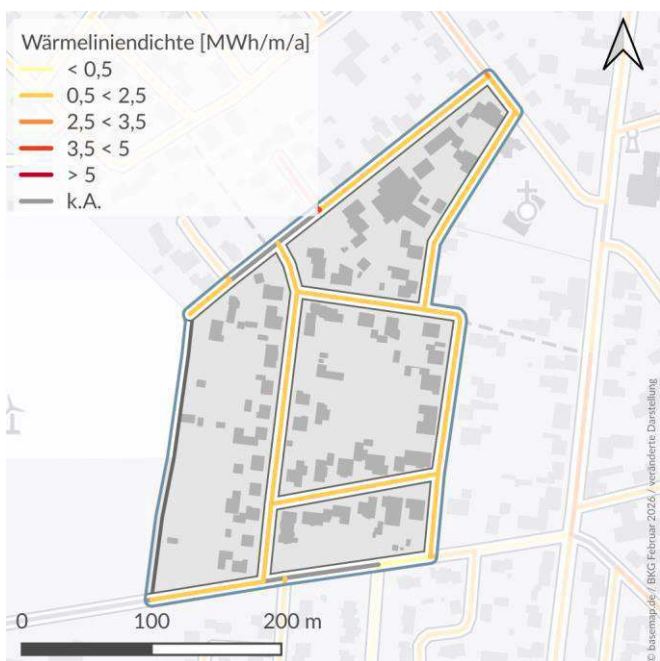 Wärmeliniendichte [MWh/m/a]
< 0,5
0,5 < 2,5
2,5 < 3,5
3,5 < 5
> 5
k.A.
0 100 200 m
© basemap.de / BKG Februar 2026 / veränderte Darstellung